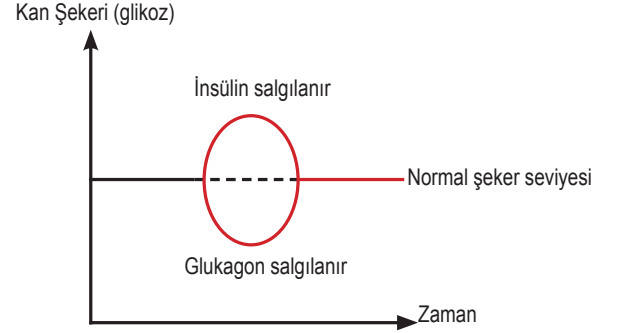 Kan Şekeri (glikoz)
İnsülin salgılanır
Normal şeker seviyesi
Glukagon salgılanır
Zaman